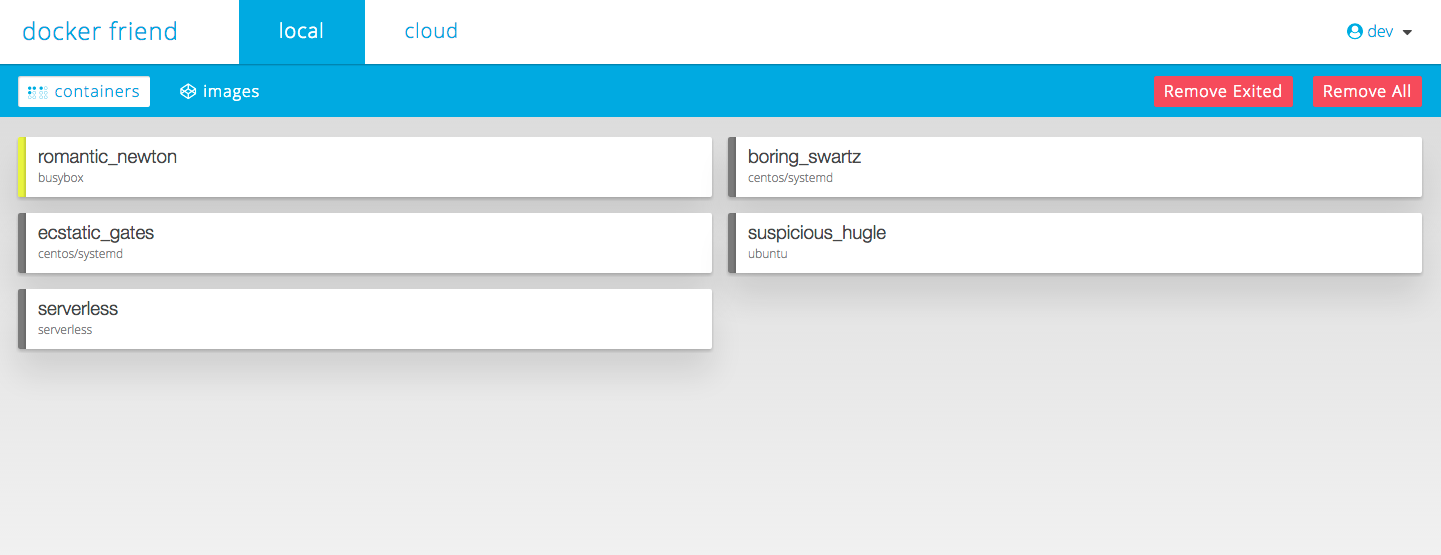 docker friend
local
cloud
dev
containers
images
Remove Exited
Remove All
romantic_newton
busybox
boring_swartz
centos/systemd
ecstatic_gates
centos/systemd
suspicious_hugle
ubuntu
serverless
serverless